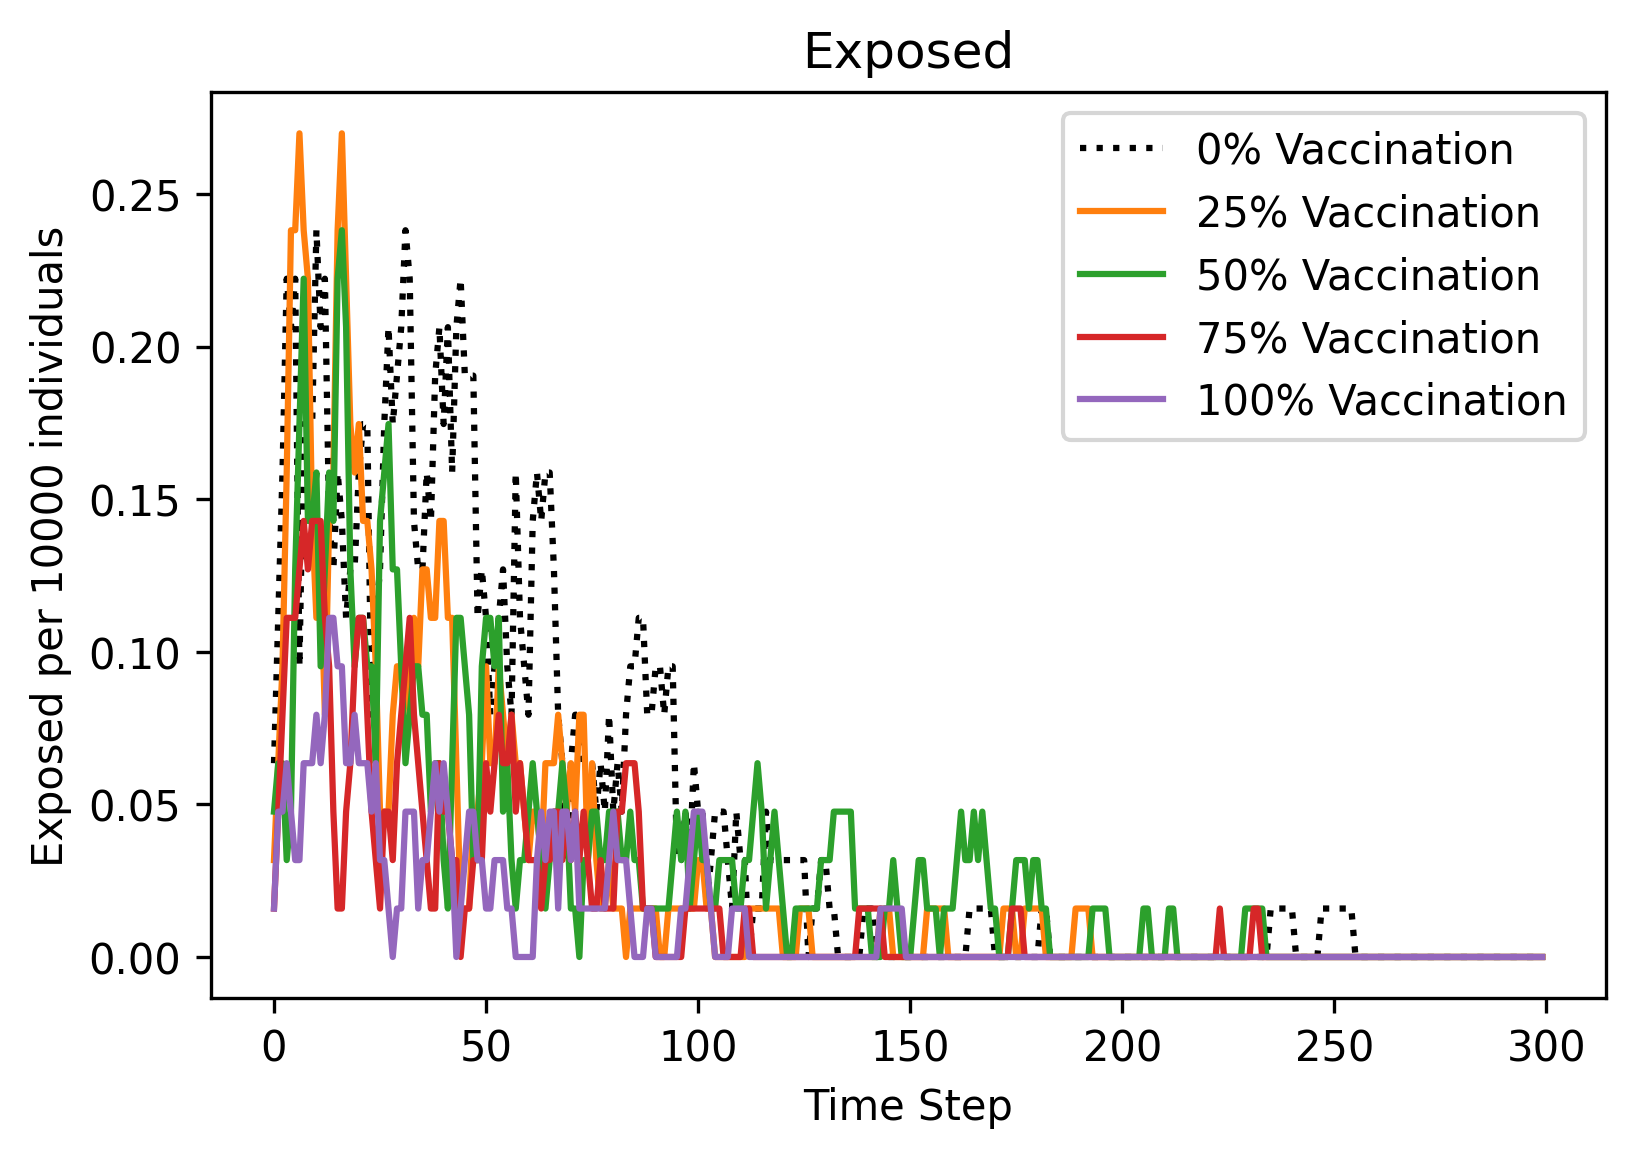 Exposed
0% Vaccination
25% Vaccination
50% Vaccination
75% Vaccination
100% Vaccination
Exposed per 10000 individuals
0.25
0.20
0.15
0.10
0.05
0.00
0 50 100 150 200 250 300
Time Step